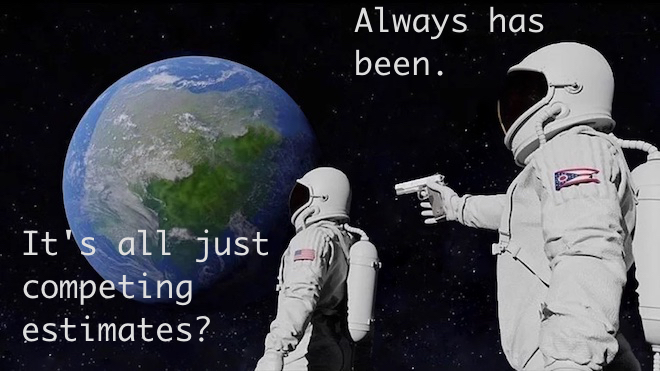 Always has
been.
It's all just
competing
estimates?